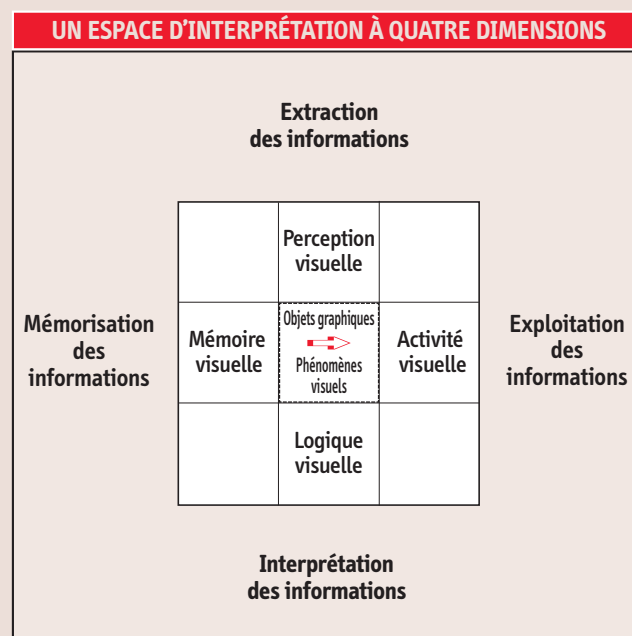 UN ESPACE D'INTERPRÉTATION À QUATRE DIMENSIONS
Extraction
des informations
Perception
visuelle
Mémorisation
des
informations
Mémoire
visuelle
Objets graphiques
Phénomènes
visuels
Activité
visuelle
Exploitation
des
informations
Logique
visuelle
Interprétation
des informations